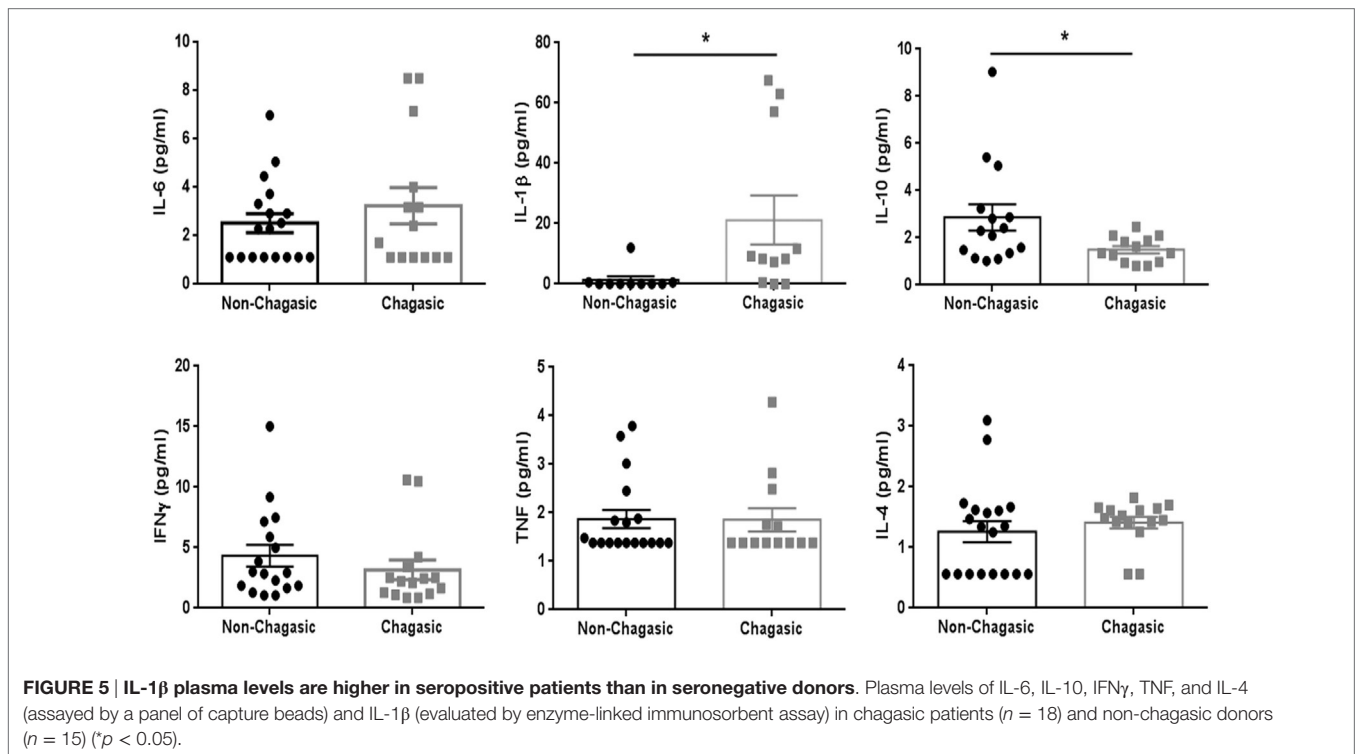 10
8
6
4
2
0
IL-6 (pg/ml)
Non-Chagasic
Chagasic
80
60
40
20
0
IL-1β (pg/ml)
*
Non-Chagasic
Chagasic
10
8
6
4
2
0
IL-10 (pg/ml)
*
Non-Chagasic
Chagasic
20
15
10
5
0
IFNγ (pg/ml)
Non-Chagasic
Chagasic
5
4
3
2
1
0
TNF (pg/ml)
Non-Chagasic
Chagasic
4
3
2
1
0
IL-4 (pg/ml)
Non-Chagasic
Chagasic
FIGURE 5 | IL-1β plasma levels are higher in seropositive patients than in seronegative donors. Plasma levels of IL-6, IL-10, IFNγ, TNF, and IL-4
(assayed by a panel of capture beads) and IL-1β (evaluated by enzyme-linked immunosorbent assay) in chagasic patients (n = 18) and non-chagasic donors
(n = 15) (*p < 0.05).